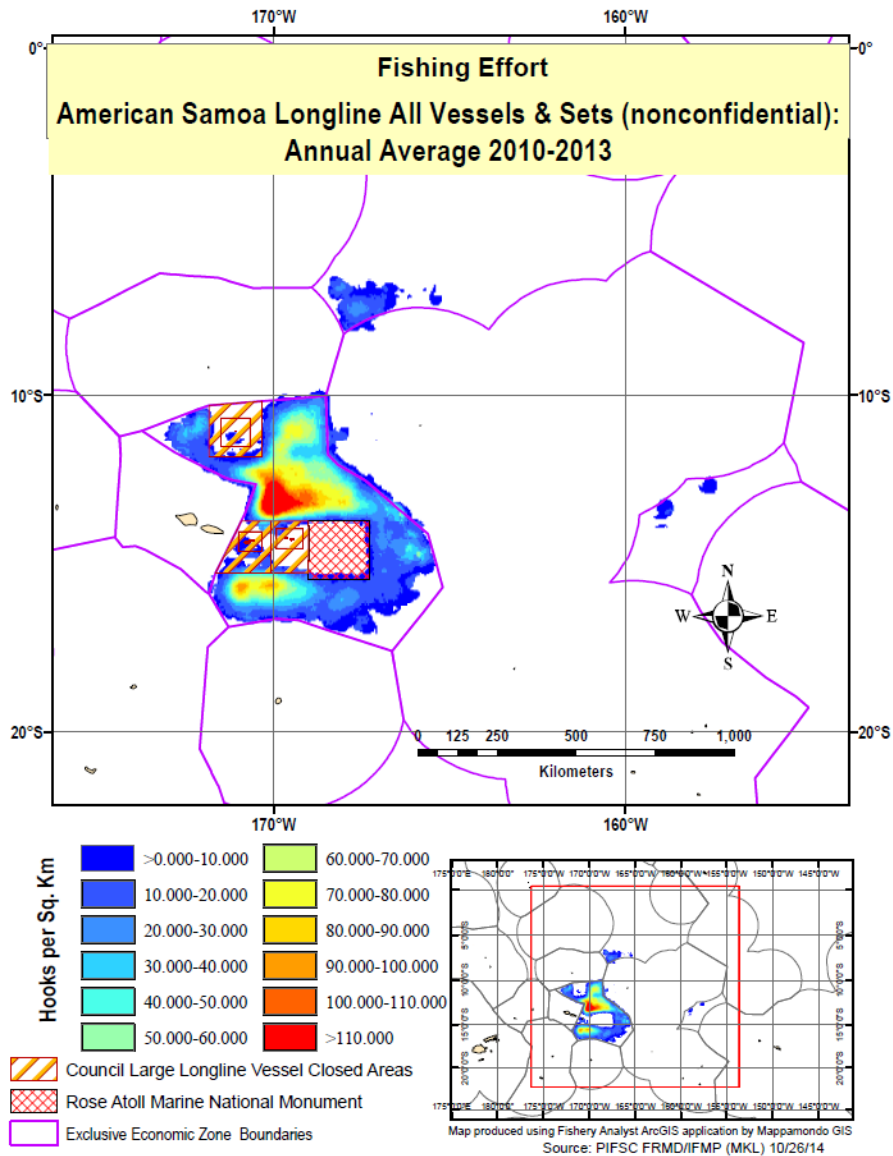 170°W
160°W
0°
0°
Fishing Effort
American Samoa Longline All Vessels & Sets (nonconfidential):
Annual Average 2010-2013
10°S
10°S
N
W
E
S
20°S
20°S
0 125 250 500 750 1,000
Kilometers
170°W
160°W
Hooks per Sq. Km
>0.000-10.000
10.000-20.000
20.000-30.000
30.000-40.000
40.000-50.000
50.000-60.000
60.000-70.000
70.000-80.000
80.000-90.000
90.000-100.000
100.000-110.000
>110.000
Council Large Longline Vessel Closed Areas
Rose Atoll Marine National Monument
Exclusive Economic Zone Boundaries
Map produced using Fishery Analyst ArcGIS application by Mappamondo GIS
Source: PIFSC FRMD/IFMP (MKL) 10/26/14